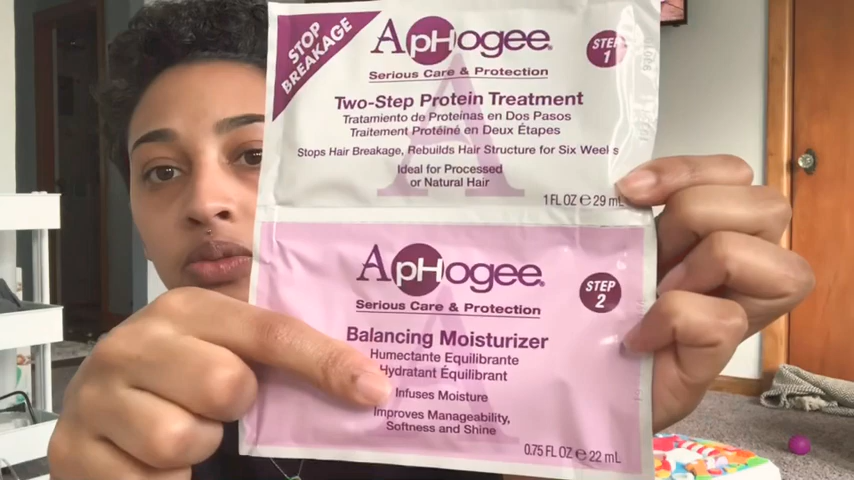 STOP
BREAKAGE
ApHogee®
STEP
1
Serious Care & Protection
Two-Step Protein Treatment
Tratamiento de Proteínas en Dos Pasos
Traitement Protéiné en Deux Étapes
Stops Hair Breakage, Rebuilds Hair Structure for Six Weeks
Ideal for Processed
or Natural Hair
1 FL OZ ℮ 29 mL
ApHogee®
STEP
2
Serious Care & Protection
Balancing Moisturizer
Humectante Equilibrante
Hydratant Équilibrant
Infuses Moisture
Improves Manageability,
Softness and Shine
0.75 FL OZ ℮ 22 mL